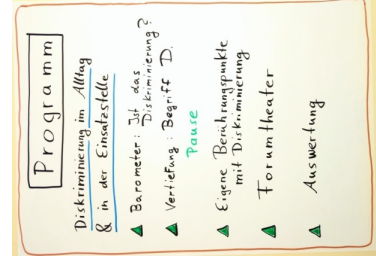 Programm
Diskriminierung im Alltag
& in der Einsatzstelle
Barometer: Ist das
Diskriminierung?
Vertiefung: Begriff D.
Pause
Eigene Berührungspunkte
mit Diskriminierung
Forumtheater
Auswertung